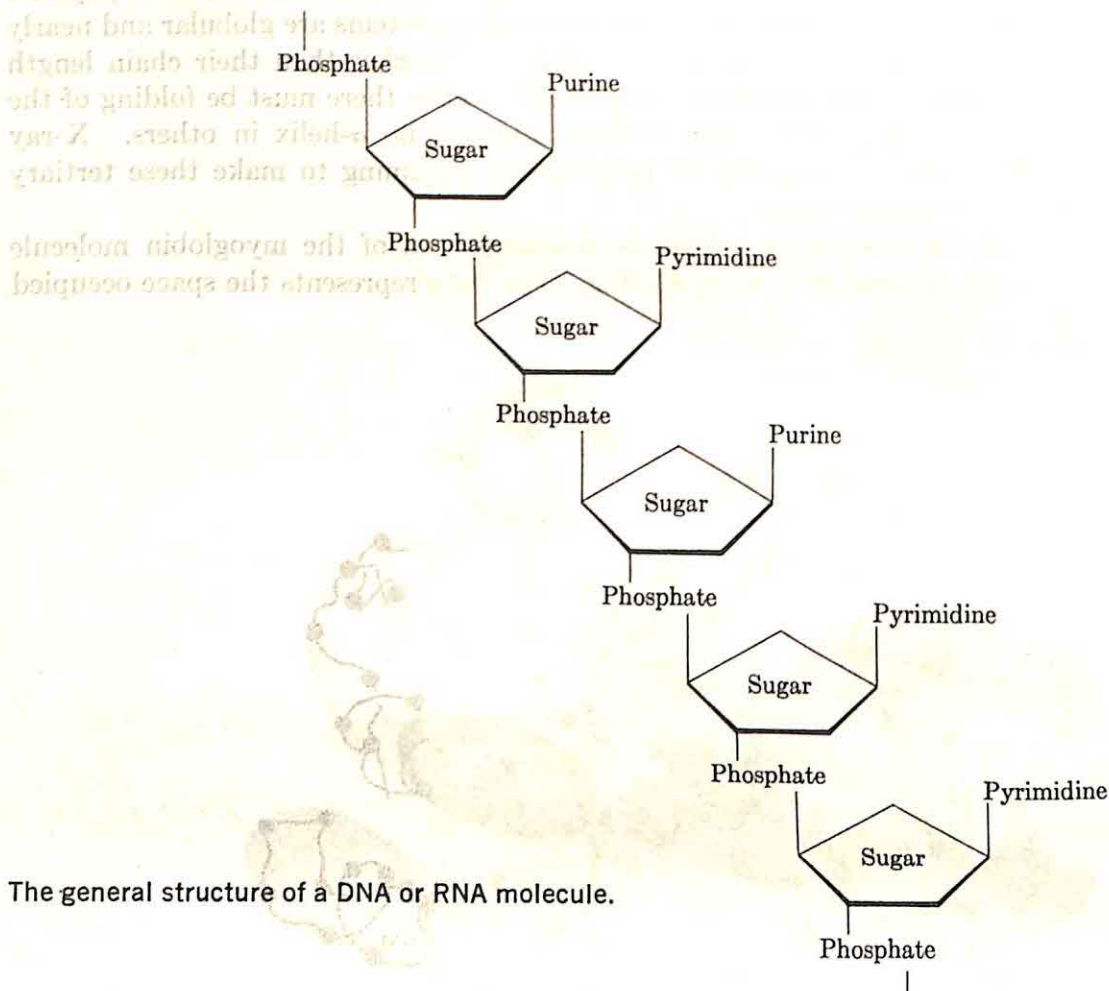 Phosphate
Purine
Sugar
Phosphate
Pyrimidine
Sugar
Phosphate
Purine
Sugar
Phosphate
Pyrimidine
Sugar
Phosphate
Pyrimidine
Sugar
The general structure of a DNA or RNA molecule.
Phosphate